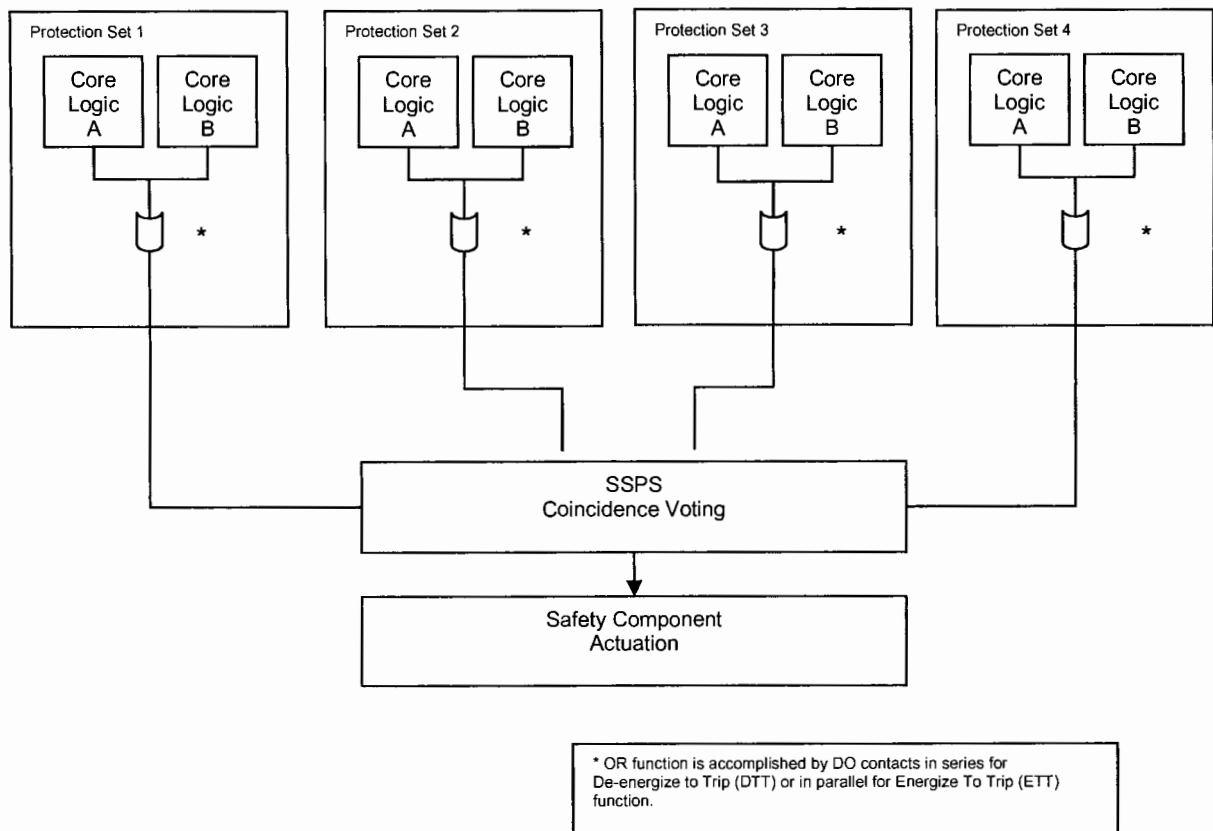 Protection Set 1
Core
Logic
A
Core
Logic
B
*
Protection Set 2
Core
Logic
A
Core
Logic
B
*
Protection Set 3
Core
Logic
A
Core
Logic
B
*
Protection Set 4
Core
Logic
A
Core
Logic
B
*
SSPS
Coincidence Voting
Safety Component
Actuation
* OR function is accomplished by DO contacts in series for
De-energize to Trip (DTT) or in parallel for Energize To Trip (ETT)
function.